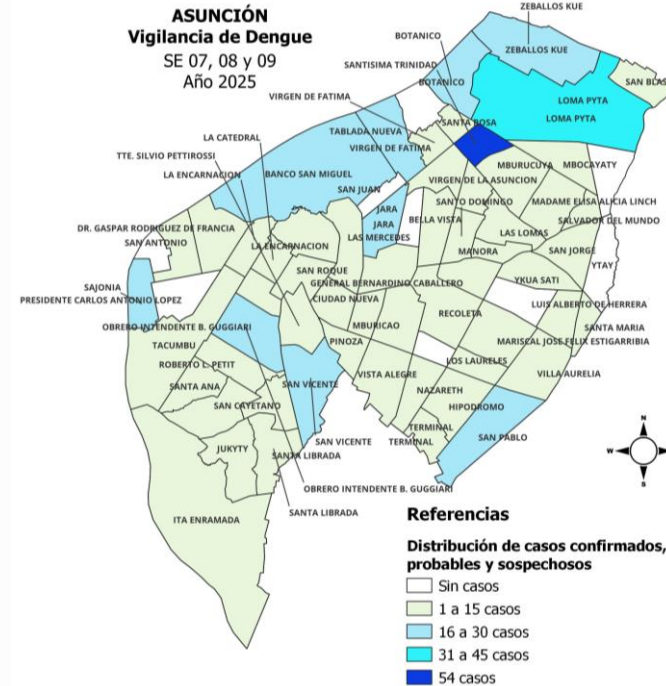 ASUNCIÓN
Vigilancia de Dengue
SE 07, 08 y 09
Año 2025
ZEBALLOS KUE
BOTANICO
ZEBALLOS KUE
SANTISIMA TRINIDAD
BOTANICO
SAN BLAS
VIRGEN DE FATIMA
LOMA PYTA
LOMA PYTA
SANTA ROSA
LA CATEDRAL
TABLADA NUEVA
VIRGEN DE FATIMA
TTE. SILVIO PETTIROSSI
LA ENCARNACION
BANCO SAN MIGUEL
MBURUCUYA
MBOCAYATY
VIRGEN DE LA ASUNCION
SAN JUAN
SANTO DOMINGO
MADAME ELISA ALICIA LINCH
JARA
JARA
BELLA VISTA
SALVADOR DEL MUNDO
DR. GASPAR RODRIGUEZ DE FRANCIA
LAS MERCEDES
LAS LOMAS
SAN ANTONIO
LA ENCARNACION
MANORA
SAN JORGE
YTAY
SAN ROQUE
GENERAL BERNARDINO CABALLERO
YKUA SATI
SAJONIA
PRESIDENTE CARLOS ANTONIO LOPEZ
CIUDAD NUEVA
LUIS ALBERTO DE HERRERA
RECOLETA
OBRERO INTENDENTE B. GUGGIARI
MBURICAO
SANTA MARIA
TACUMBU
PINOZA
MARISCAL JOSE FELIX ESTIGARRIBIA
ROBERTO L. PETIT
LOS LAURELES
VISTA ALEGRE
VILLA AURELIA
SANTA ANA
SAN VICENTE
NAZARETH
SAN CAYETANO
HIPODROMO
TERMINAL
SAN PABLO
SAN VICENTE
TERMINAL
JUKYTY
SANTA LIBRADA
OBRERO INTENDENTE B. GUGGIARI
SANTA LIBRADA
ITA ENRAMADA
N
W
S
Referencias
Distribución de casos confirmados,
probables y sospechosos
Sin casos
1 a 15 casos
16 a 30 casos
31 a 45 casos
54 casos